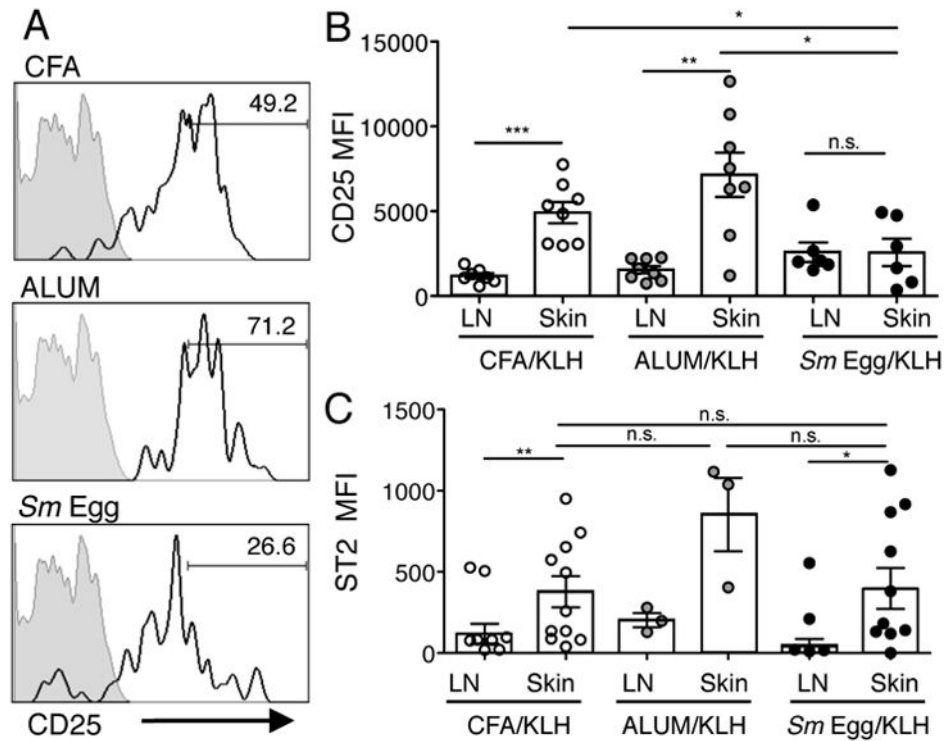 A
CFA
49.2
ALUM
71.2
Sm Egg
26.6
CD25
B
*
*
**
***
n.s.
15000
10000
5000
0
CD25 MFI
LN Skin LN Skin LN Skin
CFA/KLH ALUM/KLH Sm Egg/KLH
C
n.s.
n.s. n.s.
** *
1500
1000
500
0
ST2 MFI
LN Skin LN Skin LN Skin
CFA/KLH ALUM/KLH Sm Egg/KLH